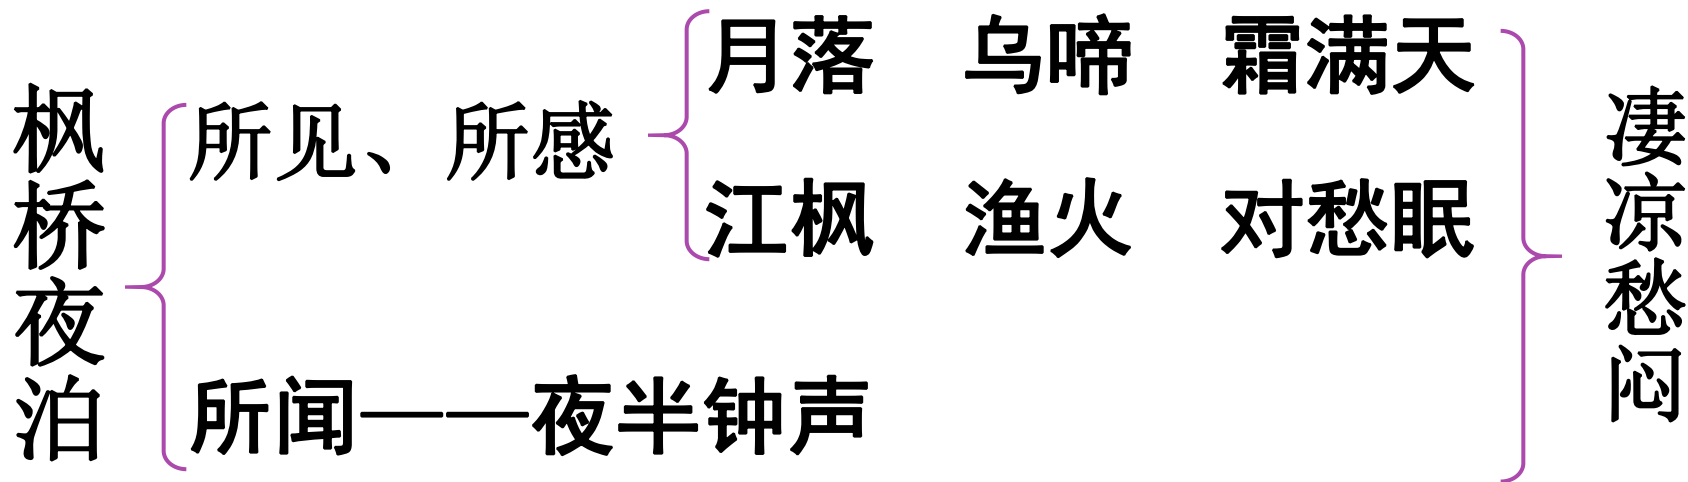 枫桥夜泊
所见、所感
月落 乌啼 霜满天
江枫 渔火 对愁眠
所闻——夜半钟声
凄凉愁闷